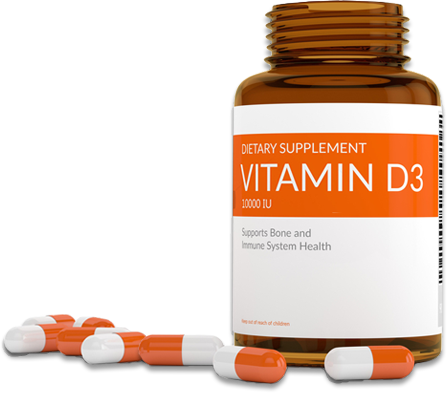 DIETARY SUPPLEMENT
VITAMIN D3
10000 IU
Supports Bone and
Immune System Health
Keep out of reach of children